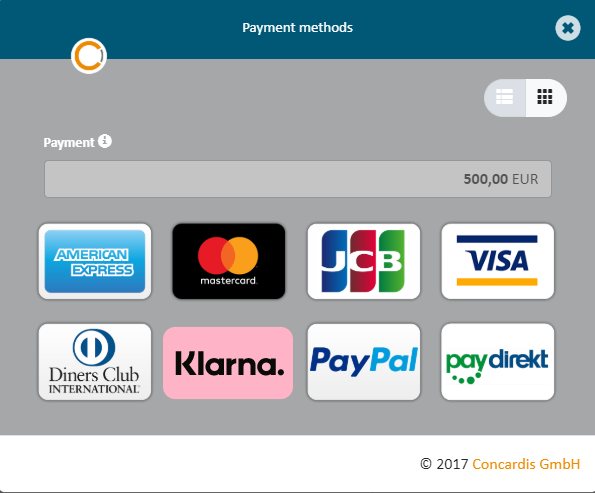 Payment methods
Payment
500,00 EUR
AMERICAN
EXPRESS
mastercard.
JCB
VISA
Diners Club
INTERNATIONAL
Klarna.
PayPal
paydirekt
© 2017 Concardis GmbH